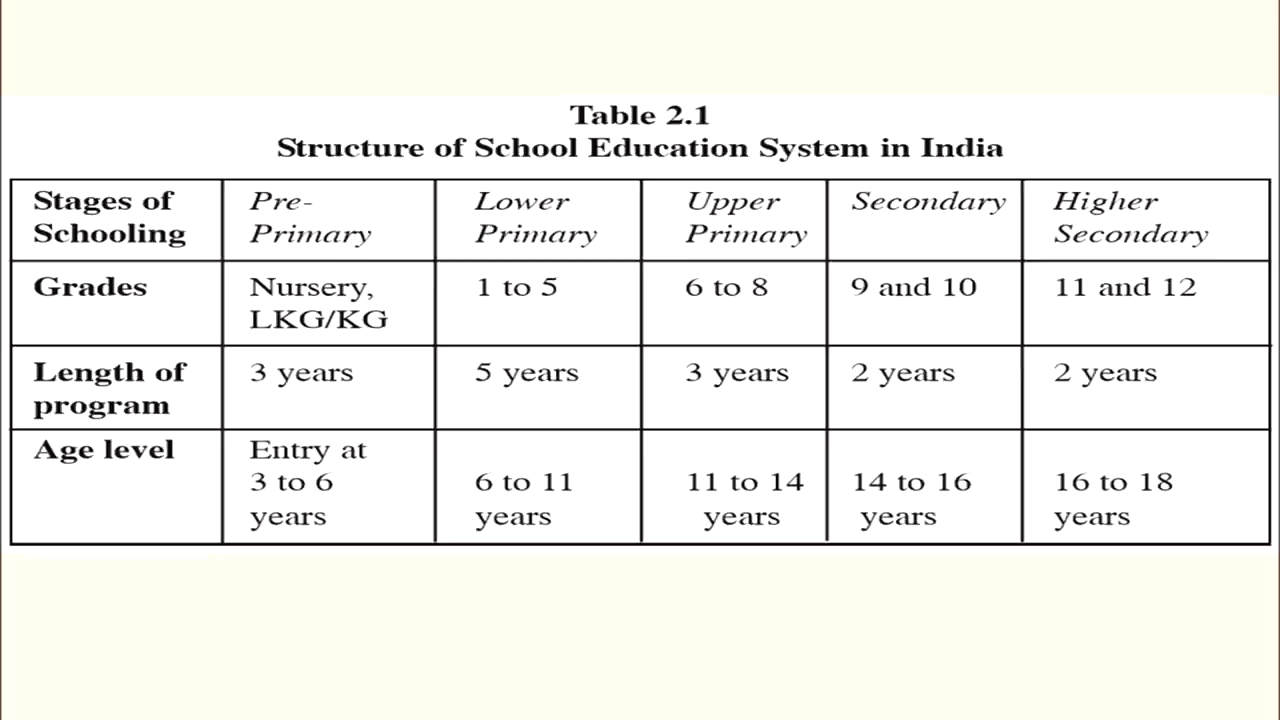 Table 2.1
Structure of School Education System in India
Stages of Schooling | Pre-Primary | Lower Primary | Upper Primary | Secondary | Higher Secondary
Grades | Nursery, LKG/KG | 1 to 5 | 6 to 8 | 9 and 10 | 11 and 12
Length of program | 3 years | 5 years | 3 years | 2 years | 2 years
Age level | Entry at 3 to 6 years | 6 to 11 years | 11 to 14 years | 14 to 16 years | 16 to 18 years